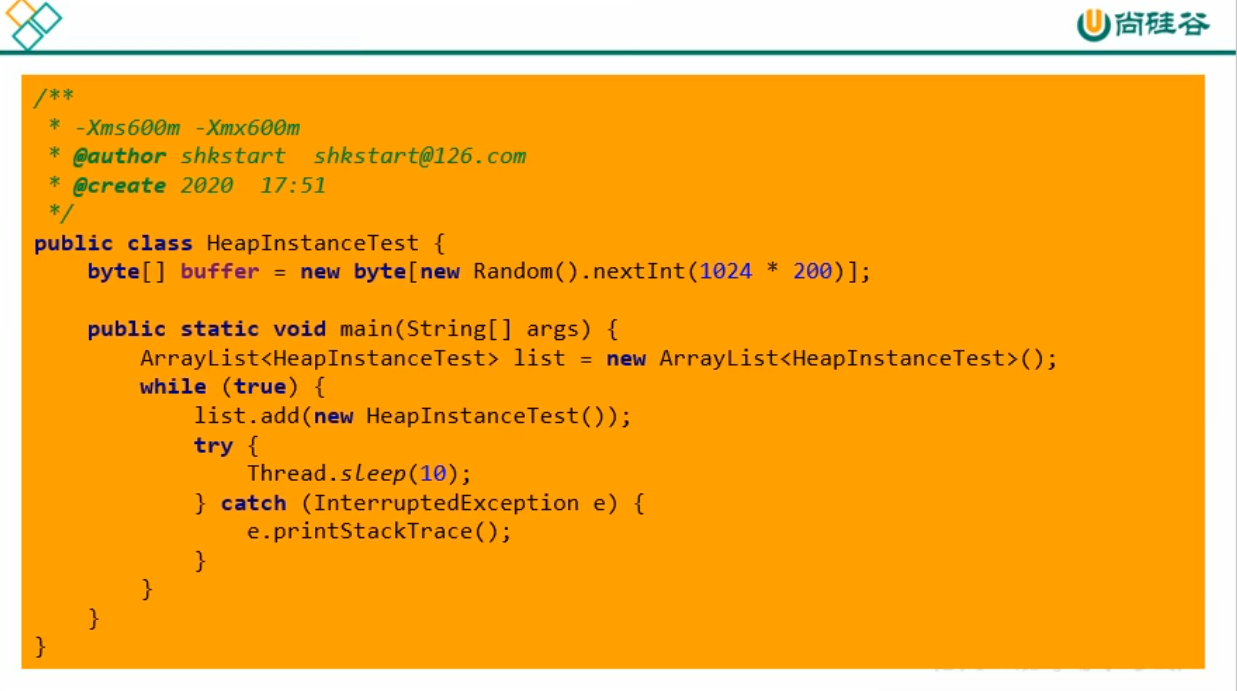 尚硅谷
/**
 * -Xms600m -Xmx600m
 * @author shkstart  shkstart@126.com
 * @create 2020  17:51
 */
public class HeapInstanceTest {
    byte[] buffer = new byte[new Random().nextInt(1024 * 200)];

    public static void main(String[] args) {
        ArrayList<HeapInstanceTest> list = new ArrayList<HeapInstanceTest>();
        while (true) {
            list.add(new HeapInstanceTest());
            try {
                Thread.sleep(10);
            } catch (InterruptedException e) {
                e.printStackTrace();
            }
        }
    }
}